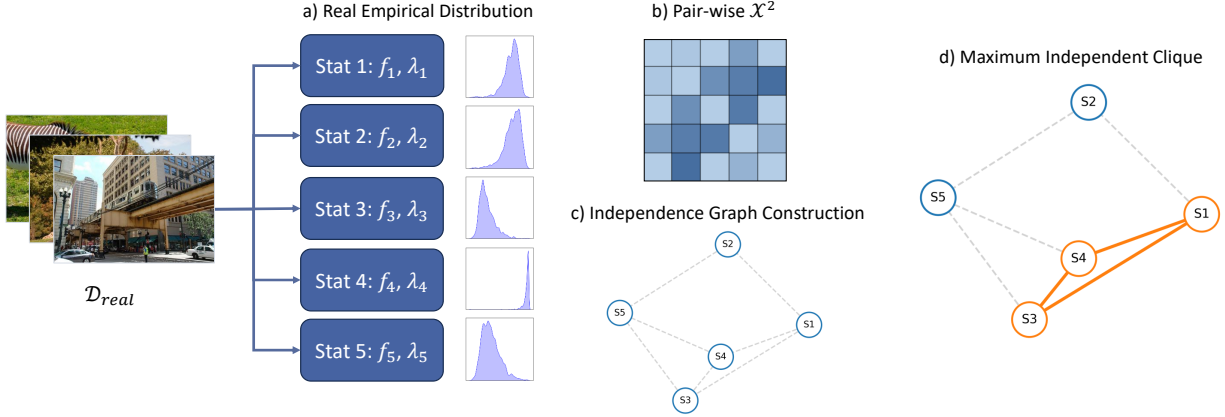 a) Real Empirical Distribution
Stat 1: f₁, λ₁
Stat 2: f₂, λ₂
Stat 3: f₃, λ₃
Stat 4: f₄, λ₄
Stat 5: f₅, λ₅
𝒟real
b) Pair-wise 𝒳²
c) Independence Graph Construction
S2
S5
S1
S4
S3
d) Maximum Independent Clique
S2
S5
S1
S4
S3